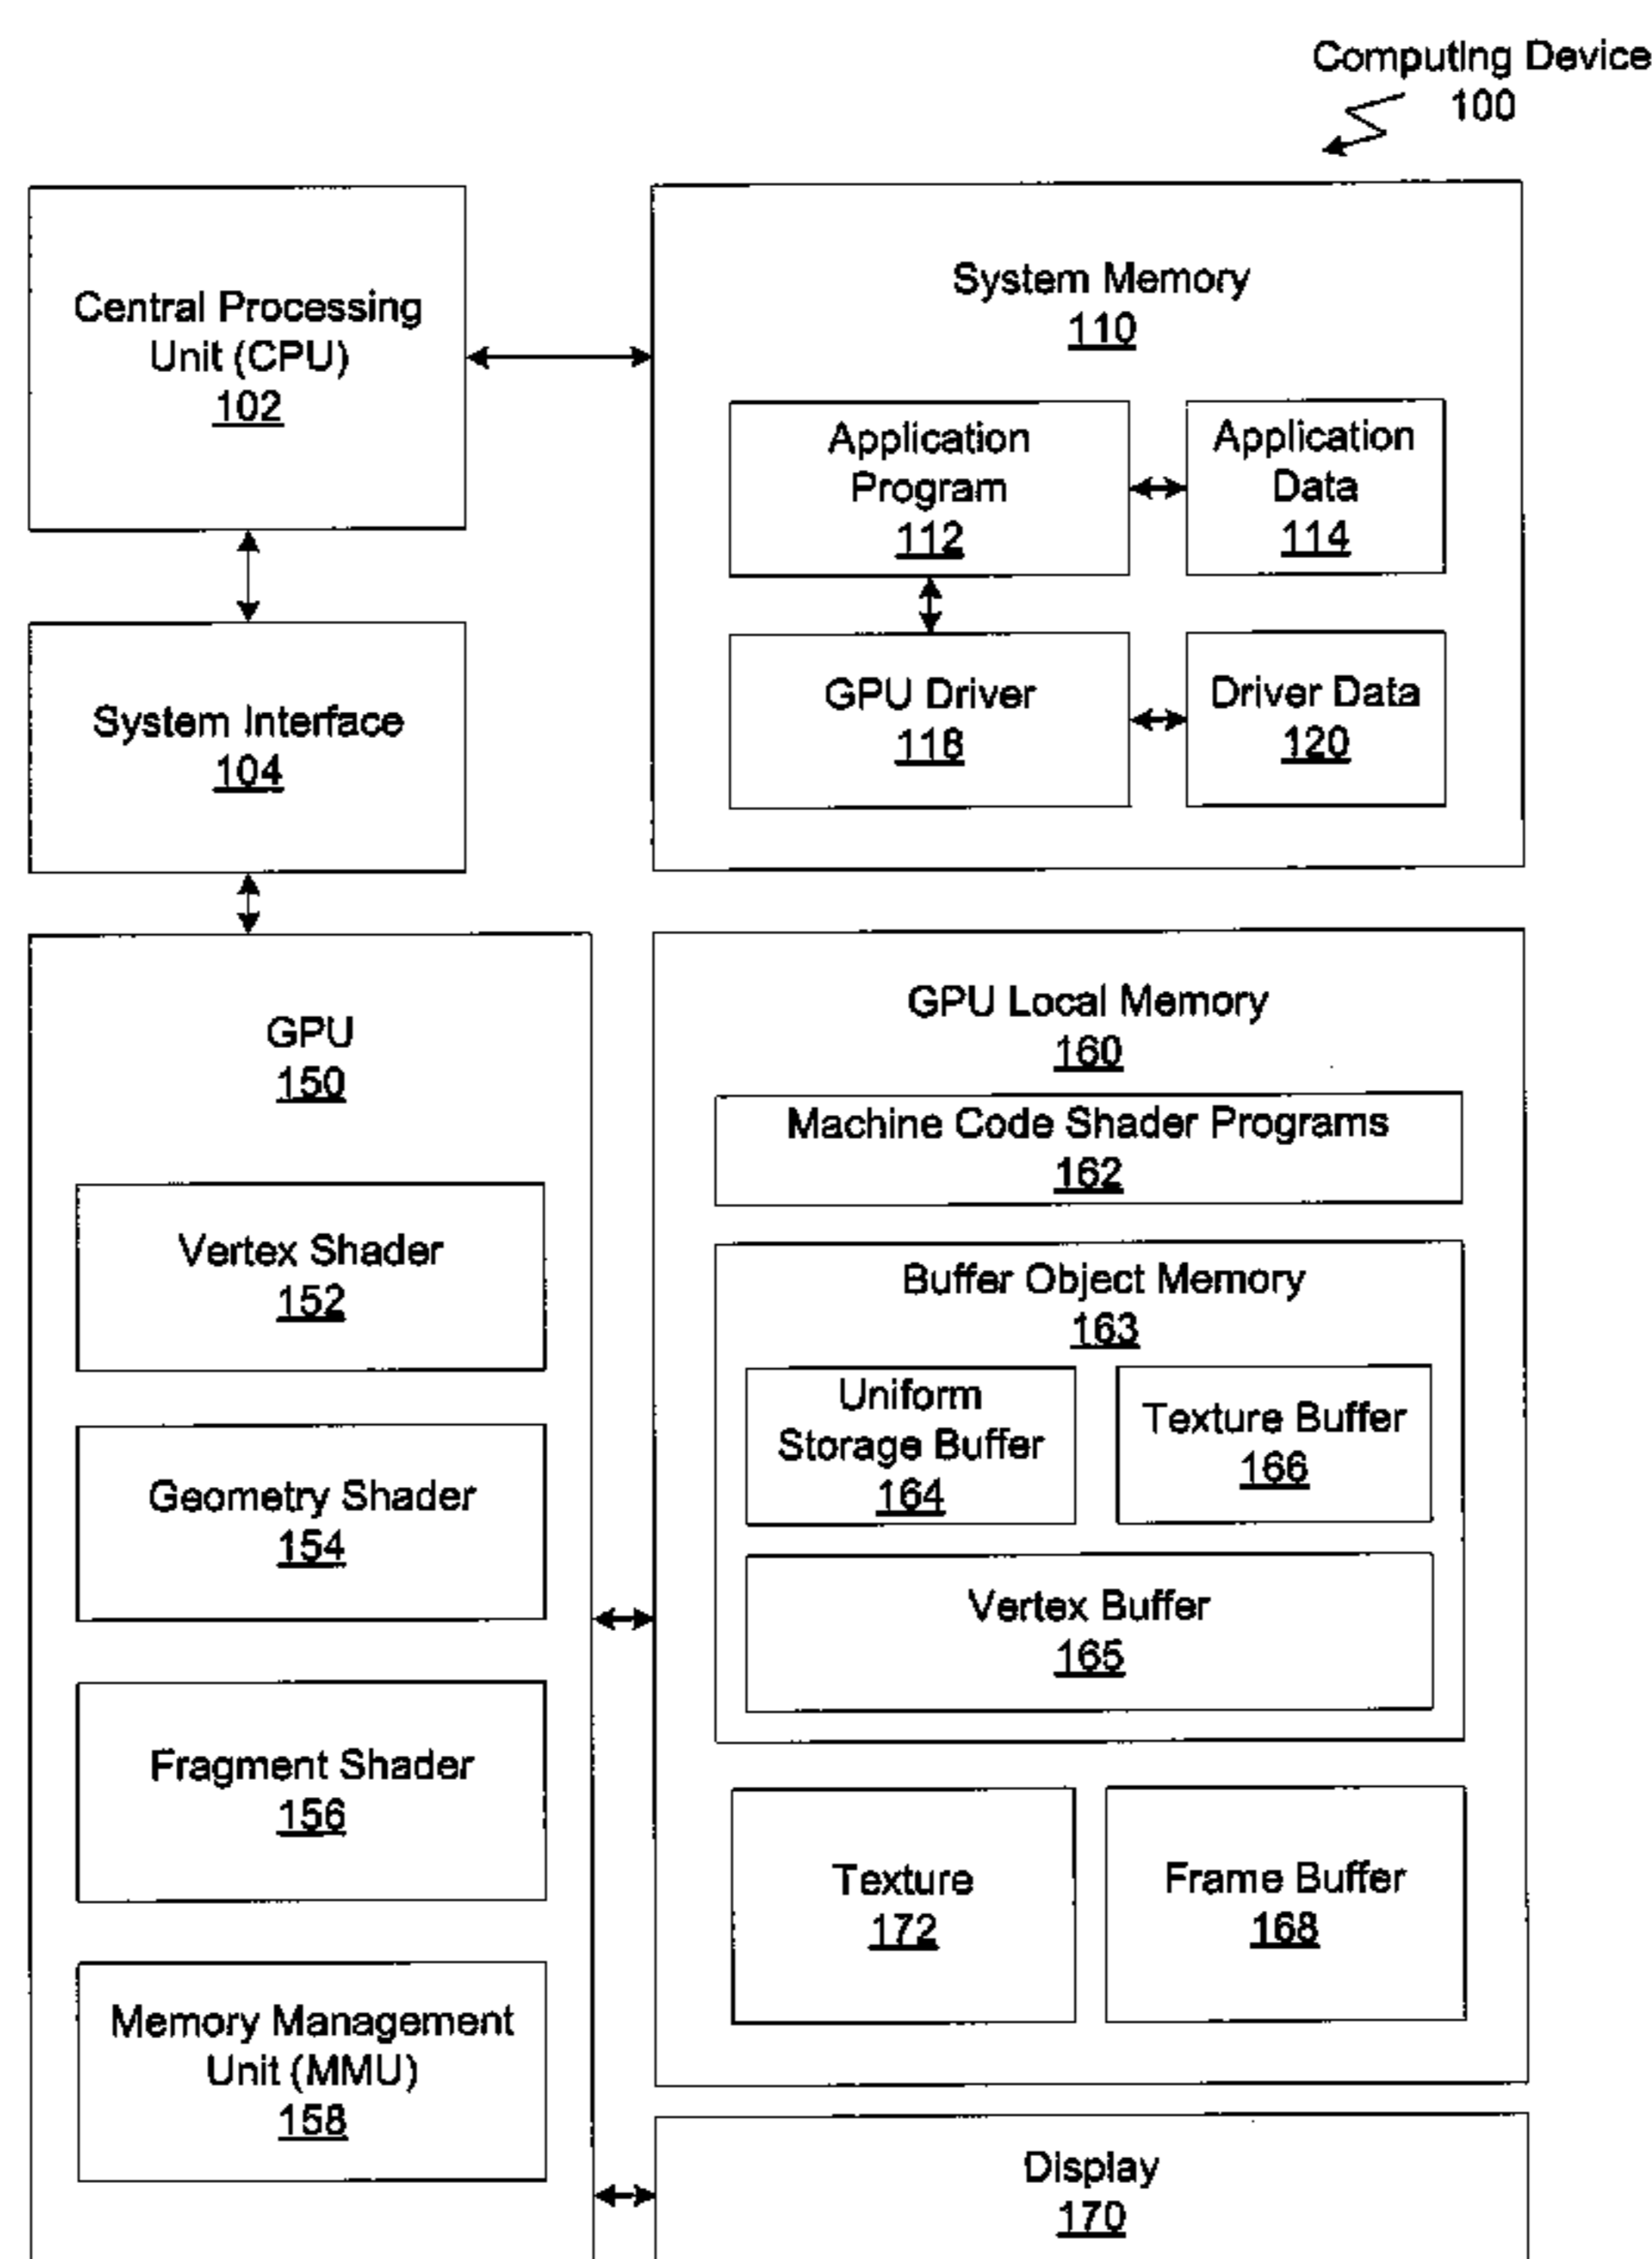 Computing Device
100
Central Processing
Unit (CPU)
102
System Memory
110
Application
Program
112
Application
Data
114
System Interface
104
GPU Driver
118
Driver Data
120
GPU
150
Vertex Shader
152
Geometry Shader
154
Fragment Shader
156
Memory Management
Unit (MMU)
158
GPU Local Memory
160
Machine Code Shader Programs
162
Buffer Object Memory
163
Uniform
Storage Buffer
164
Texture Buffer
166
Vertex Buffer
165
Texture
172
Frame Buffer
168
Display
170